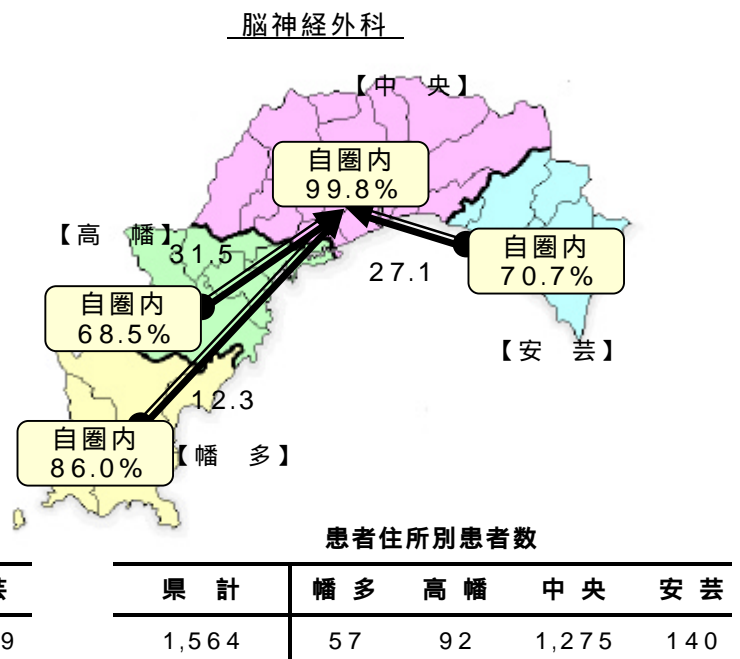 脳神経外科
【中 央】
自圏内
99.8%
【高 幡】
31.5
自圏内
70.7%
27.1
自圏内
68.5%
【安 芸】
12.3
自圏内
86.0%
【幡 多】
患者住所別患者数
県 計 幡 多 高 幡 中 央 安 芸
9 1,564 57 92 1,275 140